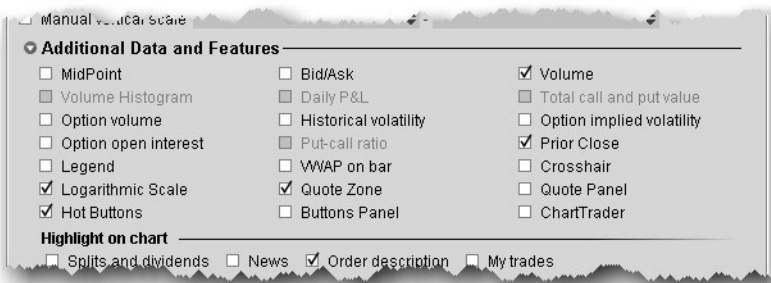 Manual vertical scale -
Additional Data and Features
MidPoint Bid/Ask Volume
Volume Histogram Daily P&L Total call and put value
Option volume Historical volatility Option implied volatility
Option open interest Put-call ratio Prior Close
Legend VWAP on bar Crosshair
Logarithmic Scale Quote Zone Quote Panel
Hot Buttons Buttons Panel ChartTrader
Highlight on chart
Splits and dividends News Order description My trades